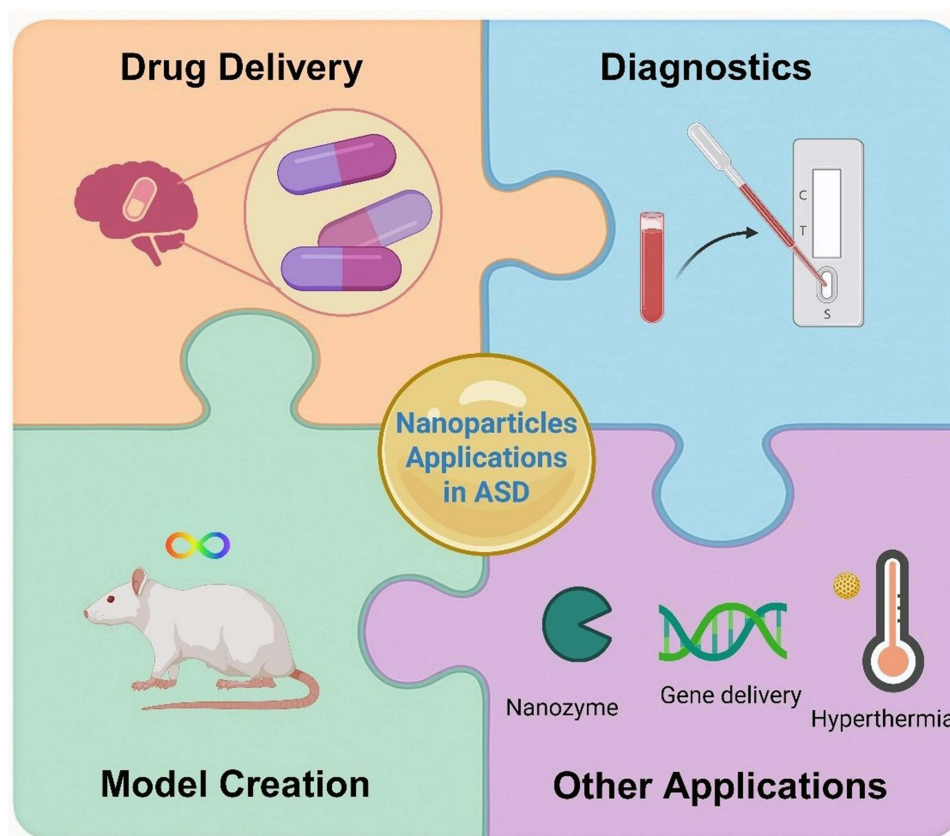 Drug Delivery
Diagnostics
C
T
S
Nanoparticles
Applications
in ASD
Nanozyme
Gene delivery
Hyperthermia
Model Creation
Other Applications